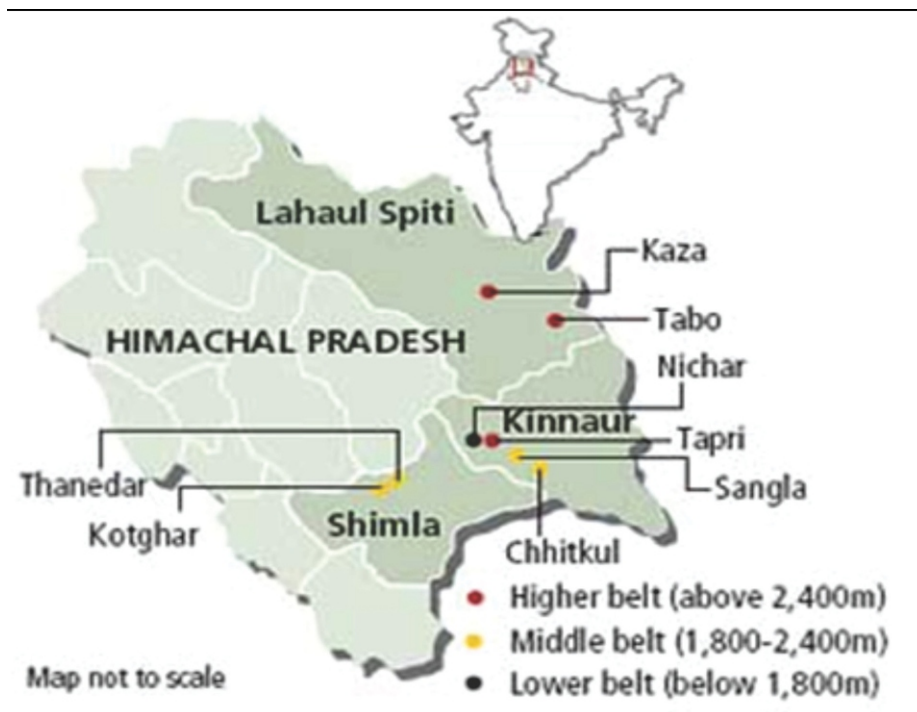 Lahaul Spiti
Kaza
Tabo
HIMACHAL PRADESH
Nichar
Kinnaur
Tapri
Thanedar
Sangla
Kotghar
Shimla
Chhitkul
Higher belt (above 2,400m)
Middle belt (1,800-2,400m)
Map not to scale
Lower belt (below 1,800m)